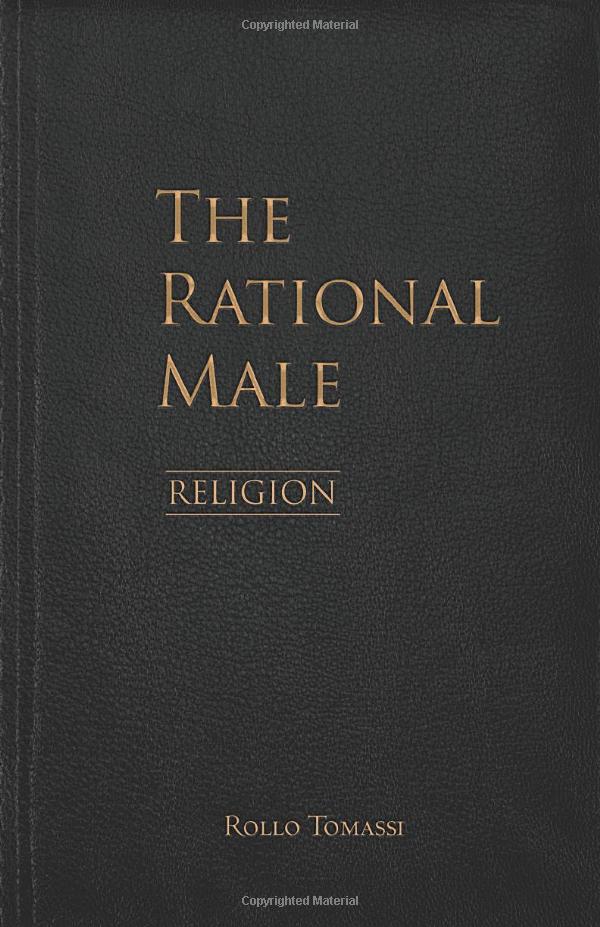 Copyrighted Material
THE
RATIONAL
MALE
RELIGION
ROLLO TOMASSI
Copyrighted Material